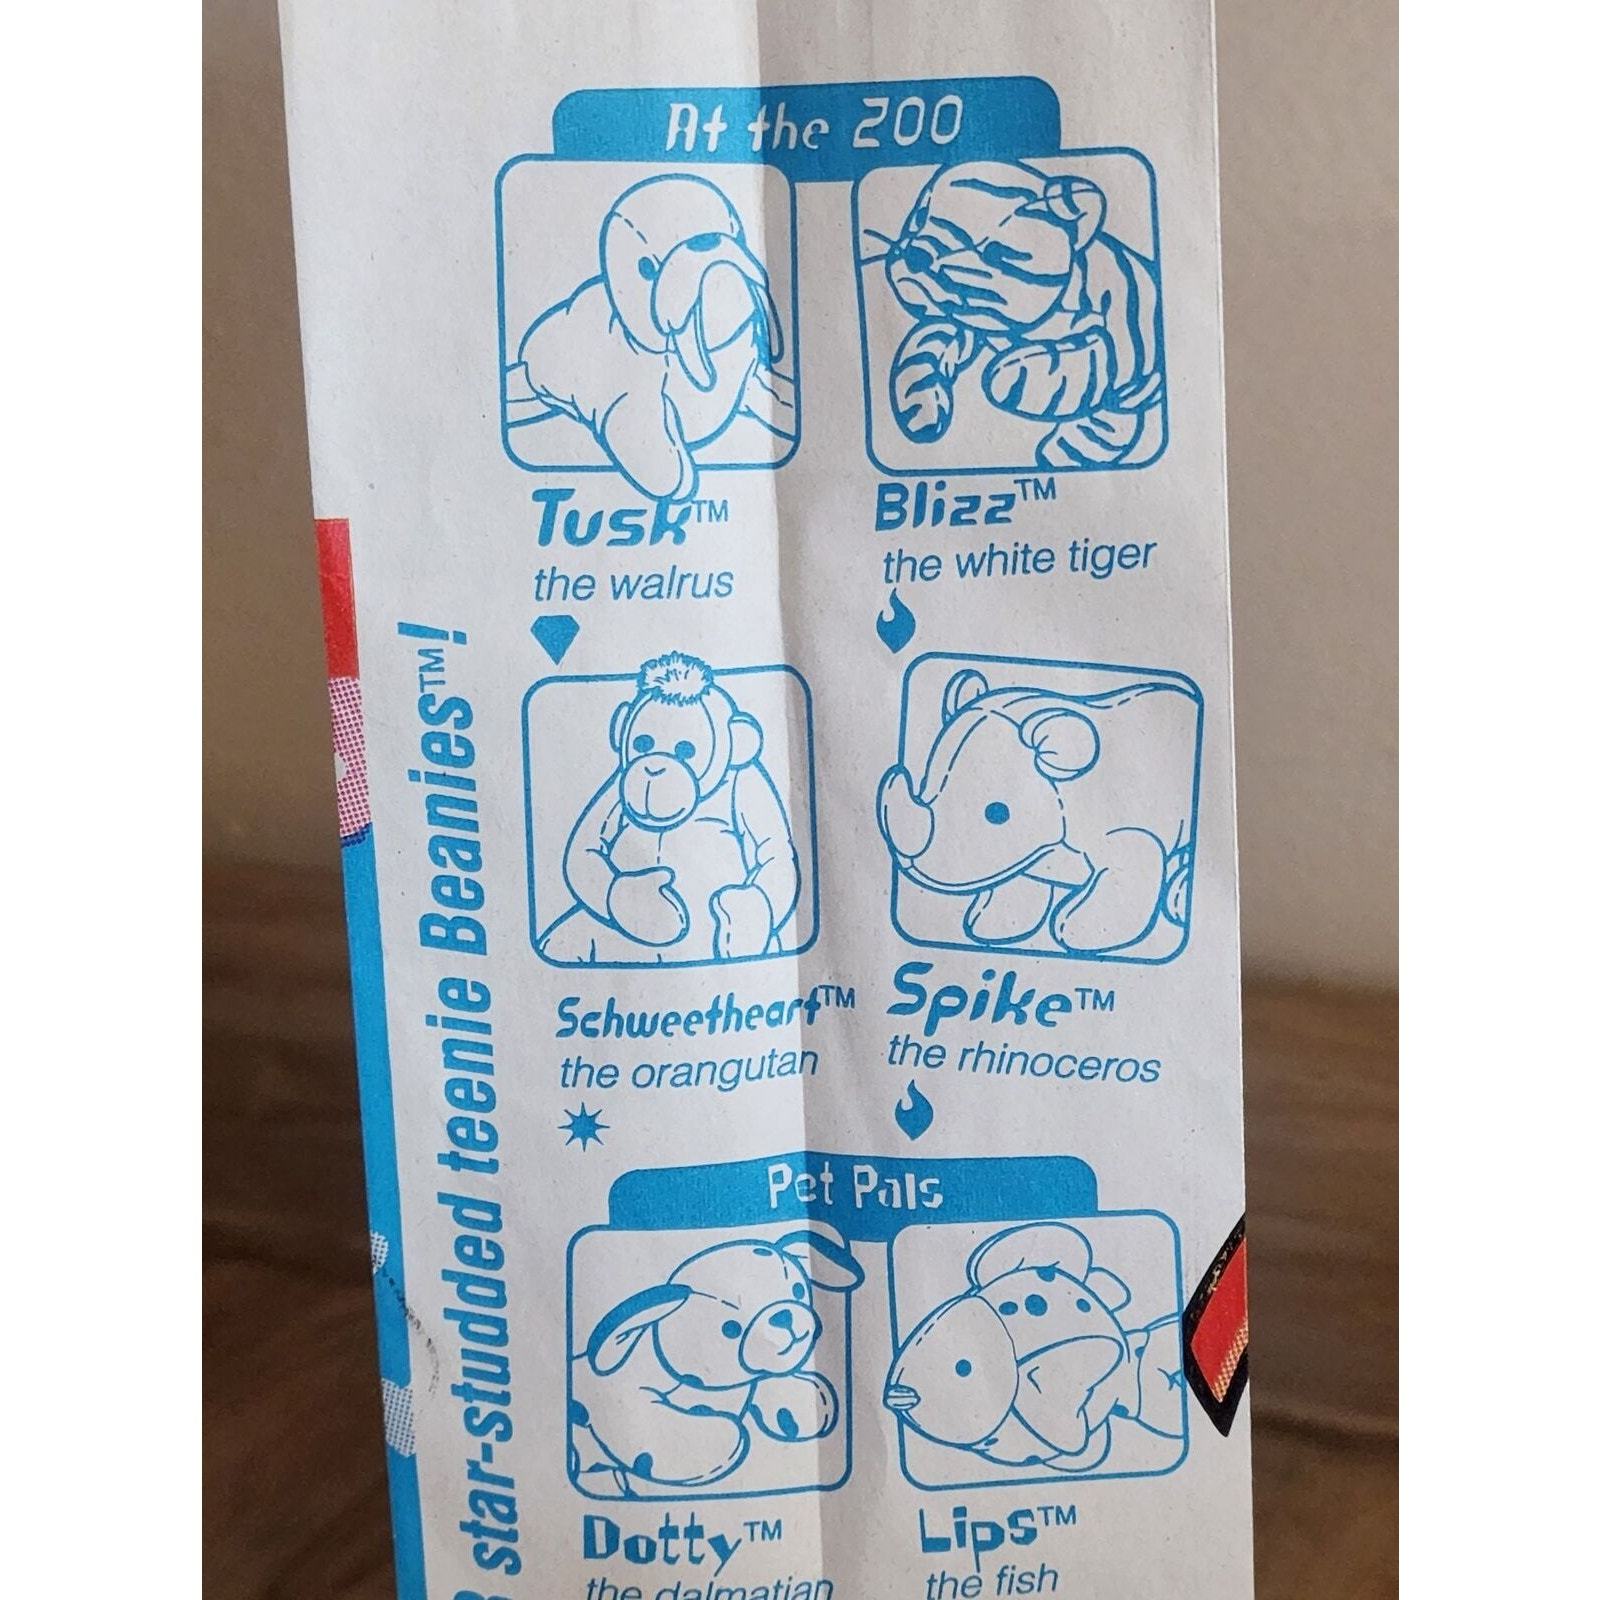 At the ZOO
Tusk™
the walrus
Blizz™
the white tiger
Schweetheart™
the orangutan
Spike™
the rhinoceros
Pet Pals
Dotty™
the dalmatian
Lips™
the fish
star-studded teenie Beanies™!